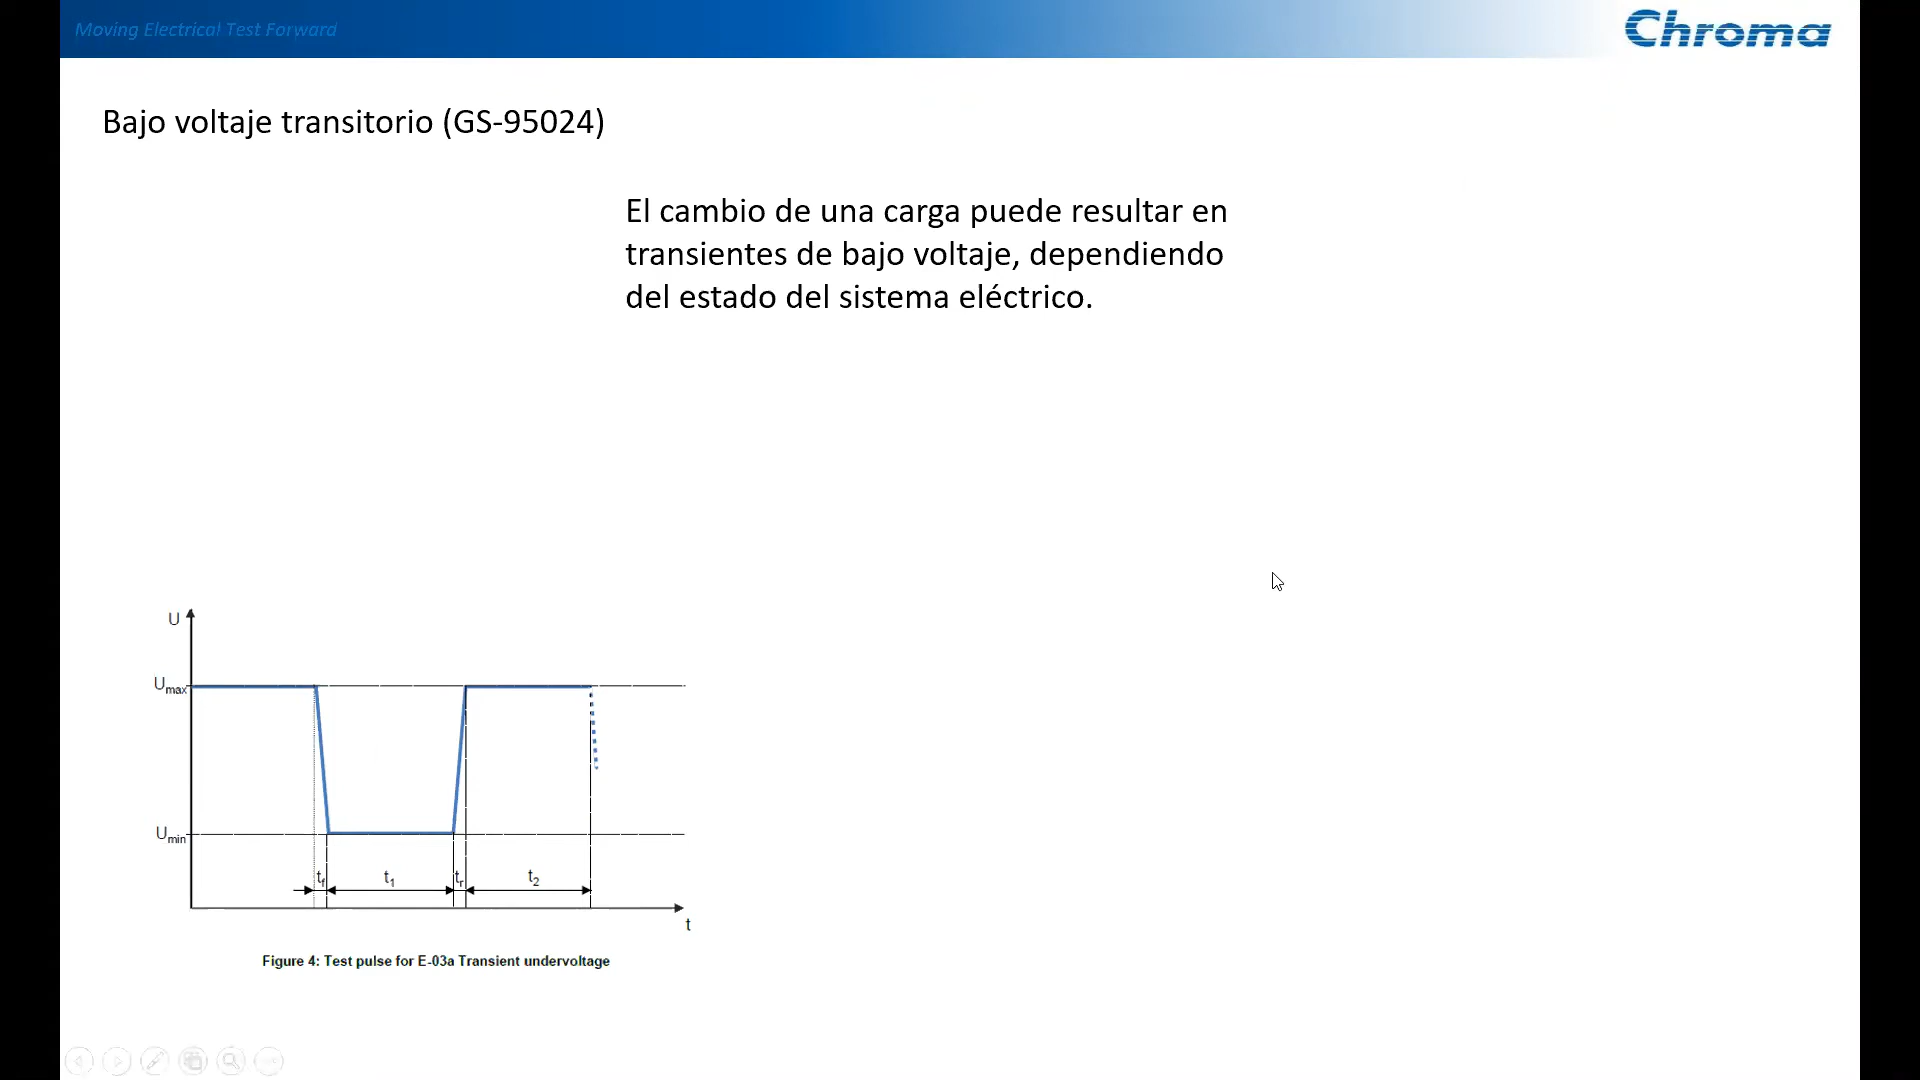 Moving Electrical Test Forward
Chroma
Bajo voltaje transitorio (GS-95024)
El cambio de una carga puede resultar en
transientes de bajo voltaje, dependiendo
del estado del sistema eléctrico.
U
Umax
Umin
tf t1 tr t2
t
Figure 4: Test pulse for E-03a Transient undervoltage